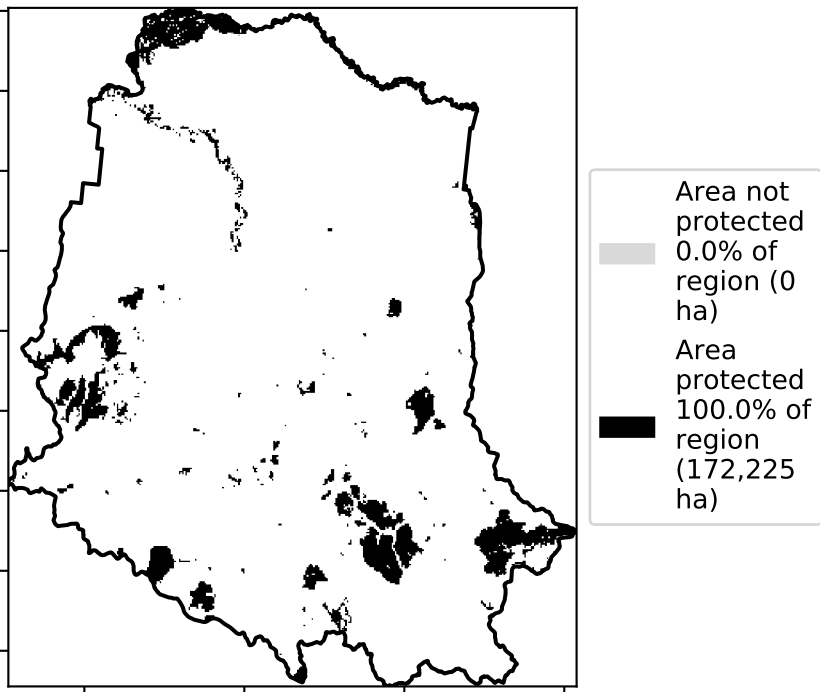 Area not
protected
0.0% of
region (0
ha)
Area
protected
100.0% of
region
(172,225
ha)